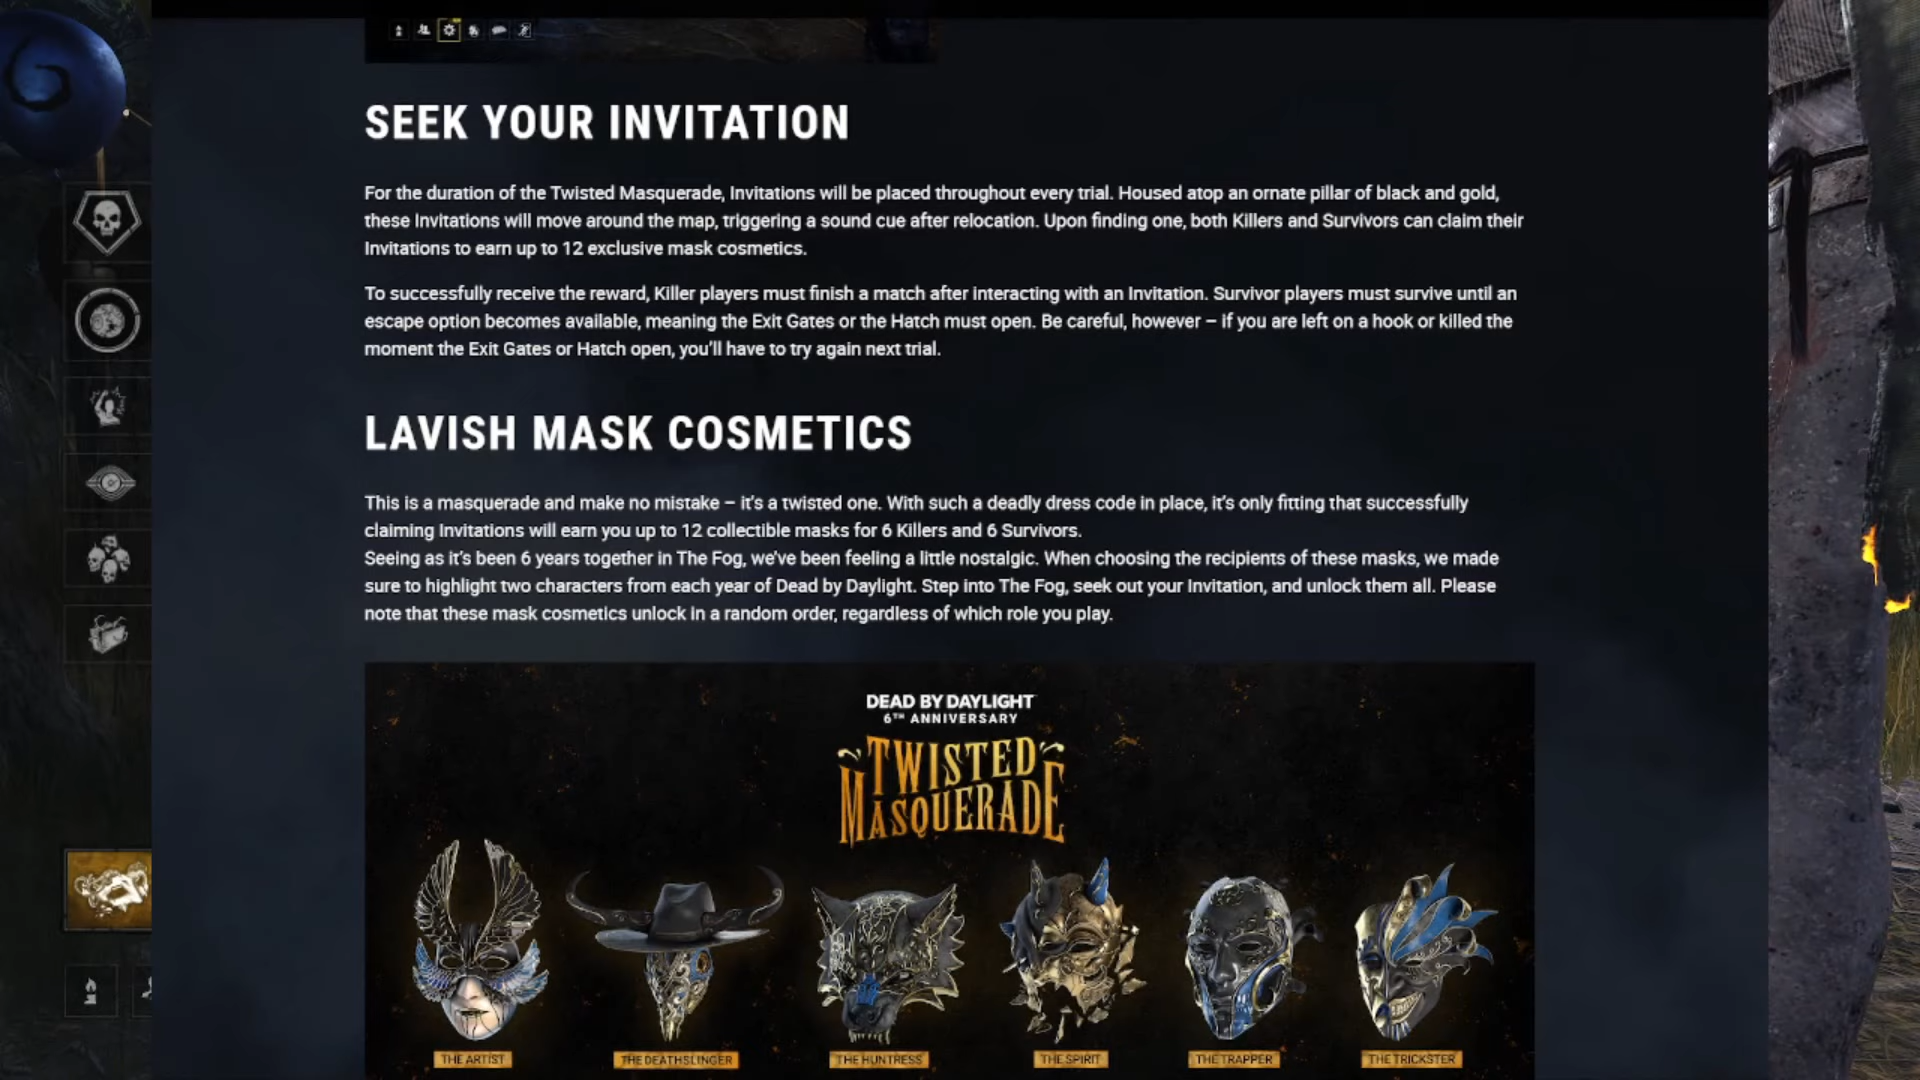 SEEK YOUR INVITATION
For the duration of the Twisted Masquerade, Invitations will be placed throughout every trial. Housed atop an ornate pillar of black and gold,
these Invitations will move around the map, triggering a sound cue after relocation. Upon finding one, both Killers and Survivors can claim their
Invitations to earn up to 12 exclusive mask cosmetics.
To successfully receive the reward, Killer players must finish a match after interacting with an Invitation. Survivor players must survive until an
escape option becomes available, meaning the Exit Gates or the Hatch must open. Be careful, however – if you are left on a hook or killed the
moment the Exit Gates or Hatch open, you’ll have to try again next trial.
LAVISH MASK COSMETICS
This is a masquerade and make no mistake – it’s a twisted one. With such a deadly dress code in place, it’s only fitting that successfully
claiming Invitations will earn you up to 12 collectible masks for 6 Killers and 6 Survivors.
Seeing as it’s been 6 years together in The Fog, we’ve been feeling a little nostalgic. When choosing the recipients of these masks, we made
sure to highlight two characters from each year of Dead by Daylight. Step into The Fog, seek out your Invitation, and unlock them all. Please
note that these mask cosmetics unlock in a random order, regardless of which role you play.
DEAD BY DAYLIGHT
6TH ANNIVERSARY
TWISTED
MASQUERADE
THE ARTIST
THE DEATHSLINGER
THE HUNTRESS
THE SPIRIT
THE TRAPPER
THE TRICKSTER